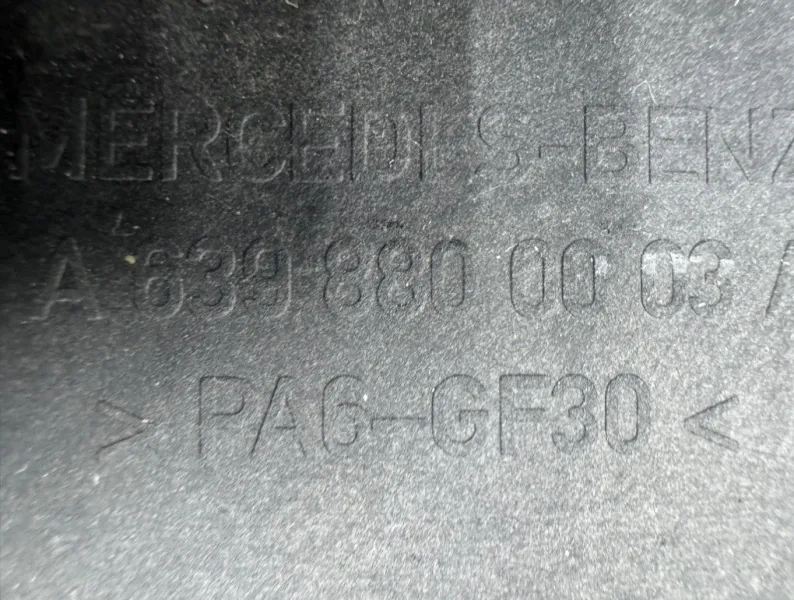 MERCEDES-BENZ
A 639 880 00 03 /
> PA6-GF30 <